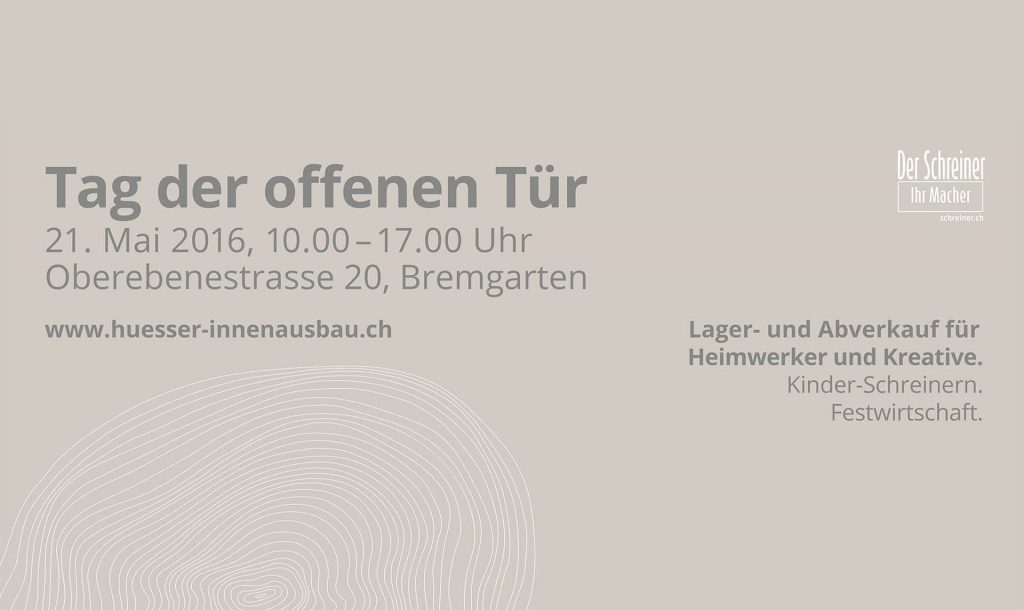 Tag der offenen Tür
21. Mai 2016, 10.00 – 17.00 Uhr
Oberebenestrasse 20, Bremgarten
www.huesser-innenausbau.ch
Der Schreiner
Ihr Macher
schreiner.ch
Lager- und Abverkauf für
Heimwerker und Kreative.
Kinder-Schreinern.
Festwirtschaft.